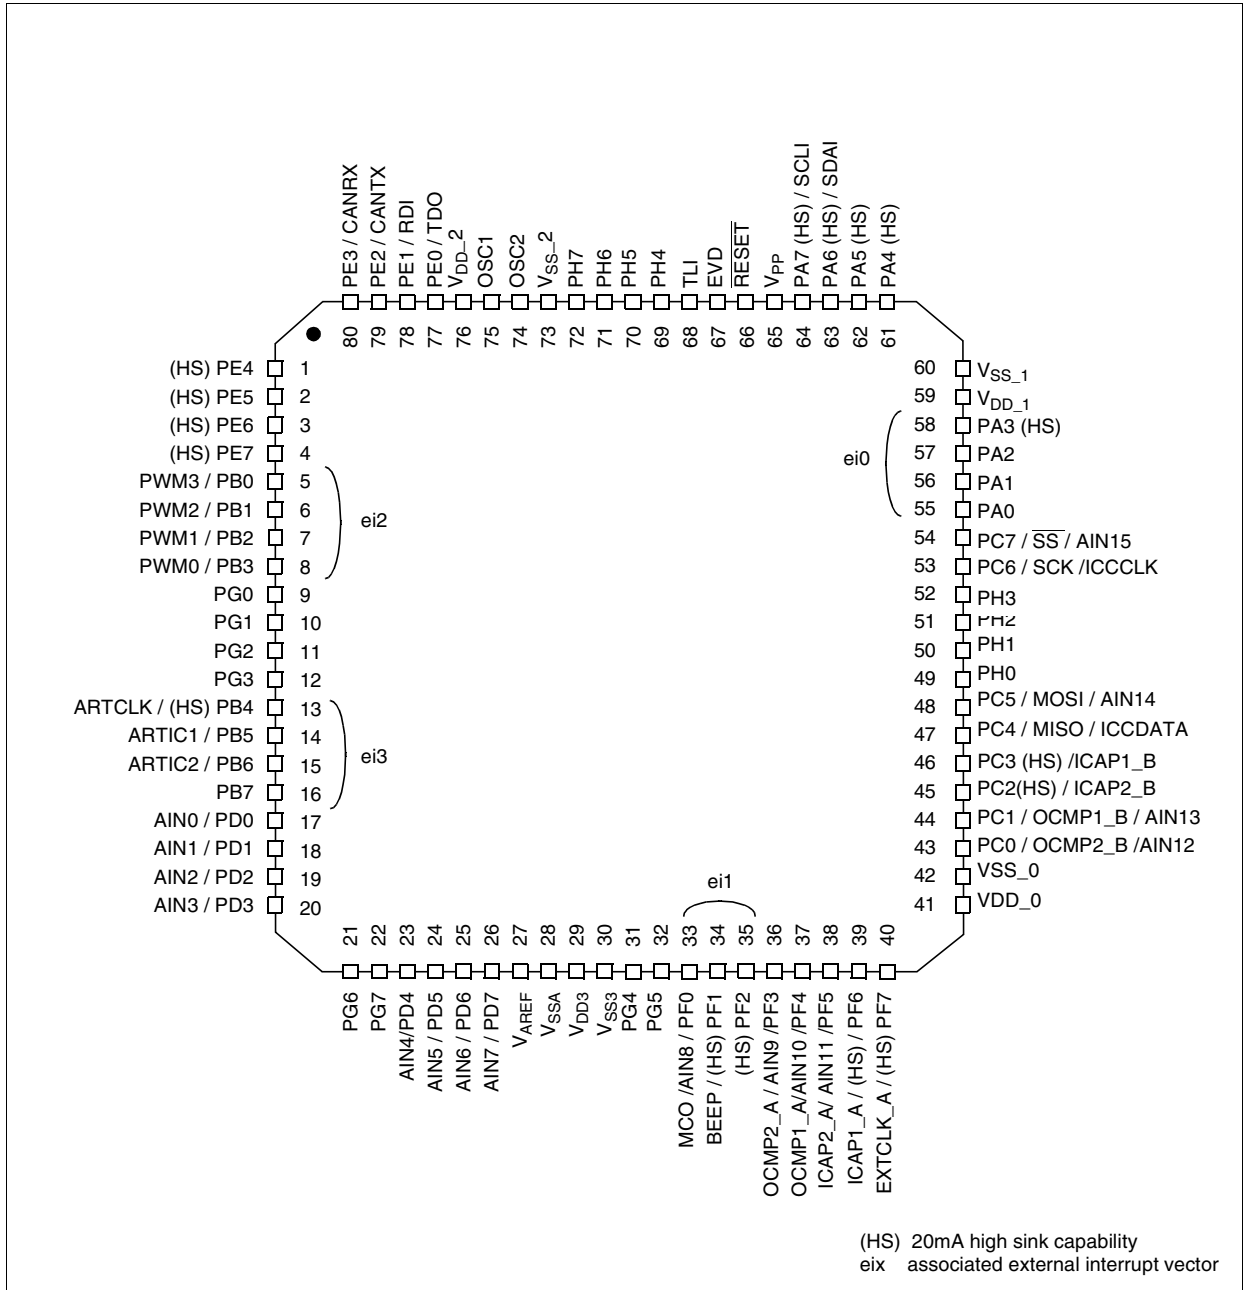 PE3 / CANRX
PE2 / CANTX
PE1 / RDI
PE0 / TDO
VDD_2
OSC1
OSC2
VSS_2
PH7
PH6
PH5
PH4
TLI
EVD
RESET
VPP
PA7 (HS) / SCLI
PA6 (HS) / SDAI
PA5 (HS)
PA4 (HS)
80 79 78 77 76 75 74 73 72 71 70 69 68 67 66 65 64 63 62 61
(HS) PE4 1
(HS) PE5 2
(HS) PE6 3
(HS) PE7 4
PWM3 / PB0 5
PWM2 / PB1 6
PWM1 / PB2 7
PWM0 / PB3 8
ei2
PG0 9
PG1 10
PG2 11
PG3 12
ARTCLK / (HS) PB4 13
ARTIC1 / PB5 14
ARTIC2 / PB6 15
PB7 16
ei3
AIN0 / PD0 17
AIN1 / PD1 18
AIN2 / PD2 19
AIN3 / PD3 20
60 VSS_1
59 VDD_1
58 PA3 (HS)
57 PA2
56 PA1
55 PA0
ei0
54 PC7 / SS / AIN15
53 PC6 / SCK /ICCCLK
52 PH3
51 PH2
50 PH1
49 PH0
48 PC5 / MOSI / AIN14
47 PC4 / MISO / ICCDATA
46 PC3 (HS) /ICAP1_B
45 PC2(HS) / ICAP2_B
44 PC1 / OCMP1_B / AIN13
43 PC0 / OCMP2_B /AIN12
42 VSS_0
41 VDD_0
ei1
21 22 23 24 25 26 27 28 29 30 31 32 33 34 35 36 37 38 39 40
PG6
PG7
AIN4/PD4
AIN5 / PD5
AIN6 / PD6
AIN7 / PD7
VAREF
VSSA
VDD3
VSS3
PG4
PG5
MCO /AIN8 / PF0
BEEP / (HS) PF1
(HS) PF2
OCMP2_A / AIN9 /PF3
OCMP1_A/AIN10 /PF4
ICAP2_A/ AIN11 /PF5
ICAP1_A / (HS) / PF6
EXTCLK_A / (HS) PF7
(HS) 20mA high sink capability
eix associated external interrupt vector